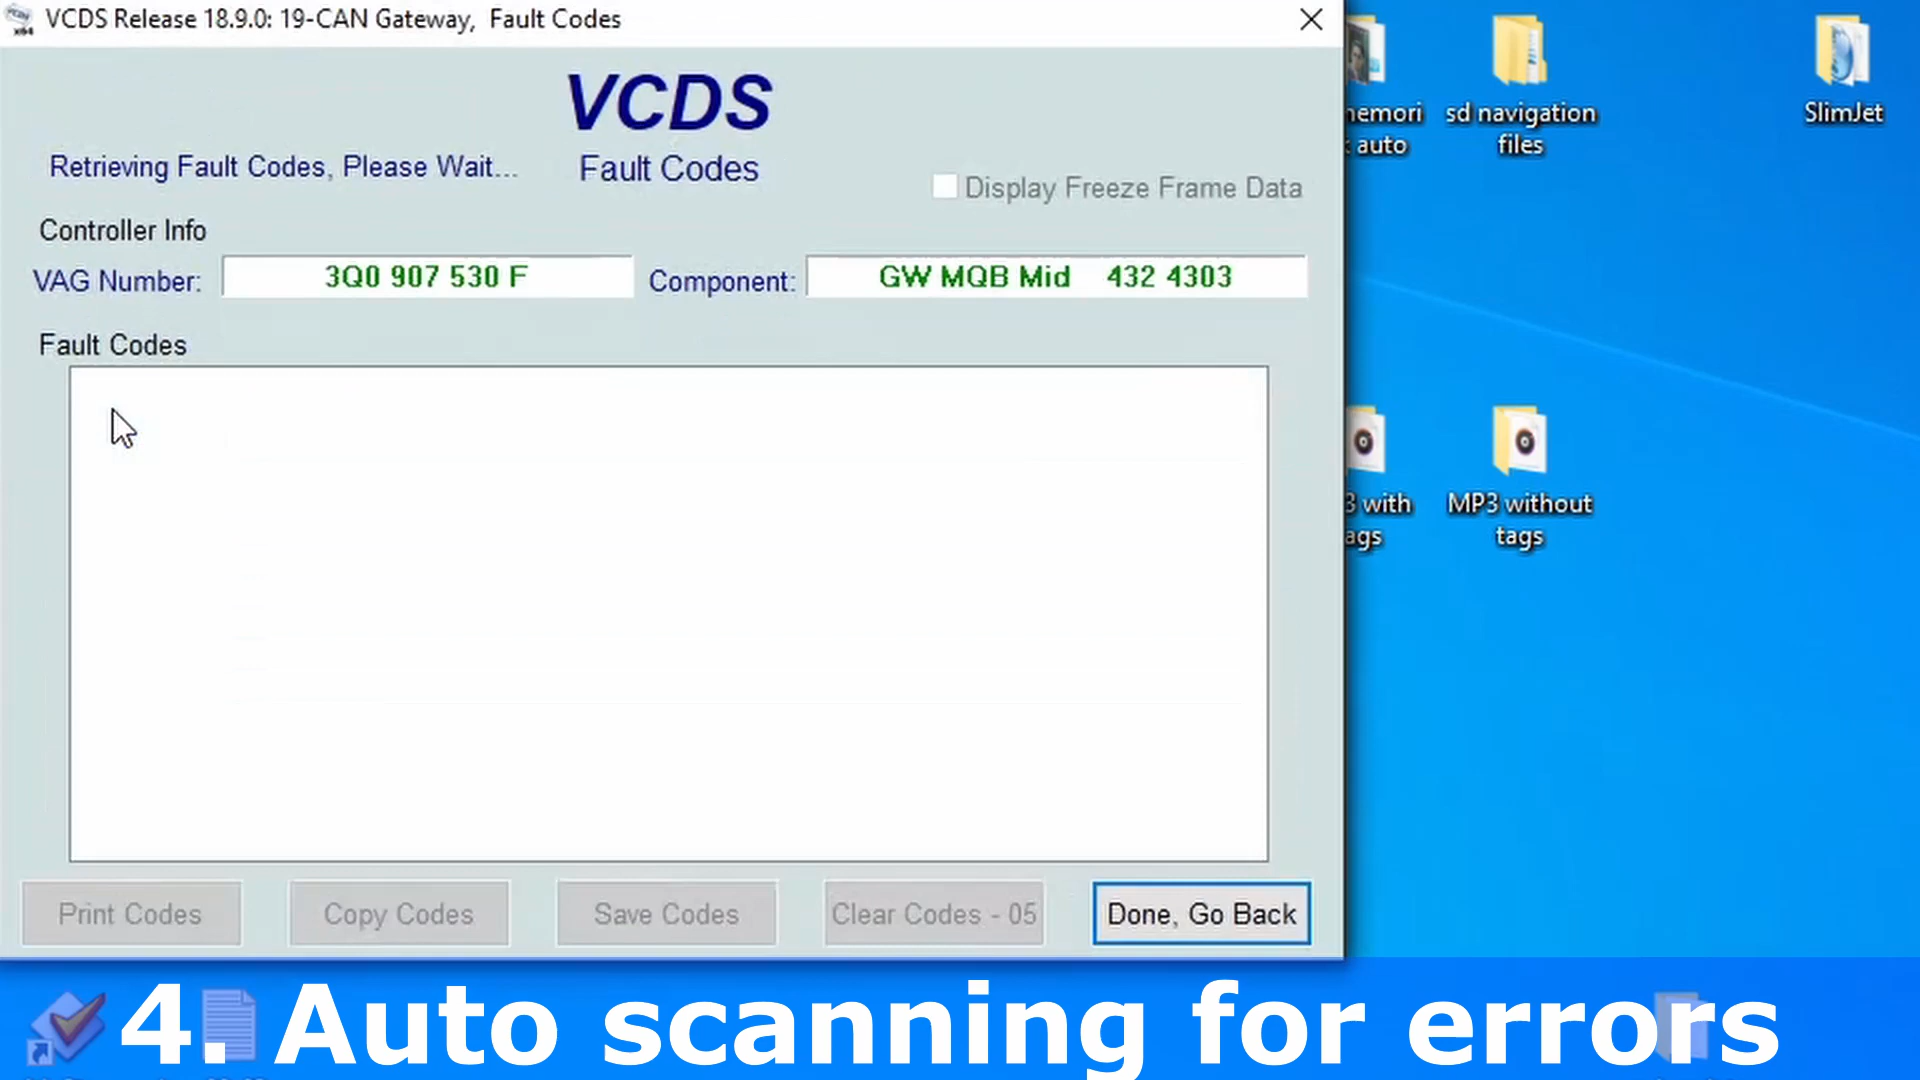 VCDS Release 18.9.0: 19-CAN Gateway,  Fault Codes
VCDS
Fault Codes
Retrieving Fault Codes, Please Wait...
Display Freeze Frame Data
Controller Info
VAG Number:
3Q0 907 530 F
Component:
GW MQB Mid    432 4303
Fault Codes
Print Codes
Copy Codes
Save Codes
Clear Codes - 05
Done, Go Back
auto
sd navigation
files
SlimJet
3 with
MP3 without
tags
4. Auto scanning for errors